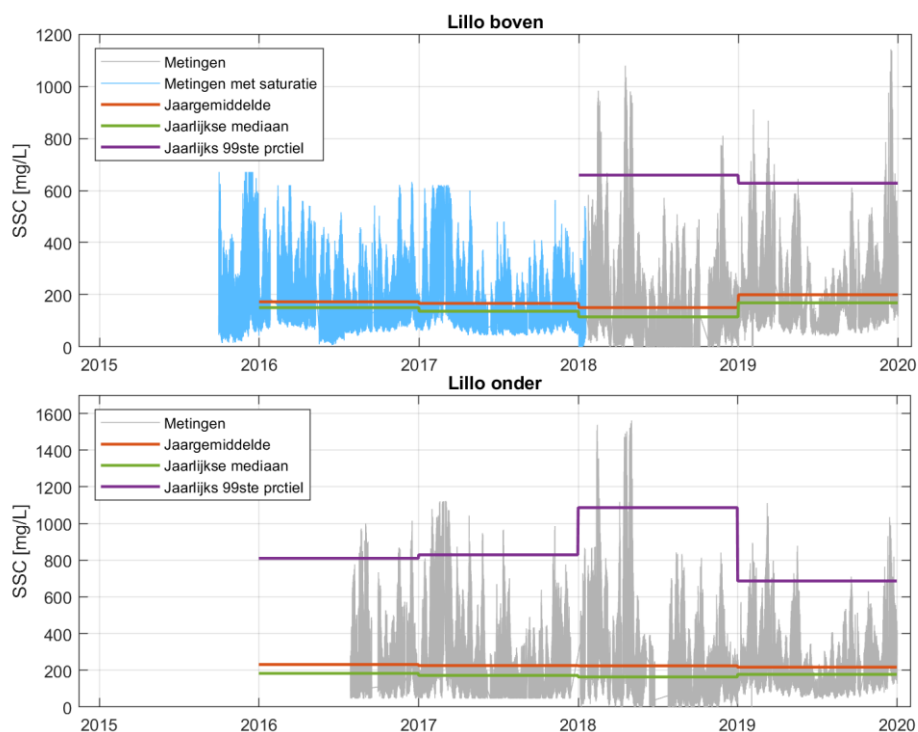 Lillo boven
1200
1000
800
600
400
200
0
SSC [mg/L]
Metingen
Metingen met saturatie
Jaargemiddelde
Jaarlijkse mediaan
Jaarlijks 99ste prctiel
2015 2016 2017 2018 2019 2020
Lillo onder
1600
1400
1200
1000
800
600
400
200
0
SSC [mg/L]
Metingen
Jaargemiddelde
Jaarlijkse mediaan
Jaarlijks 99ste prctiel
2015 2016 2017 2018 2019 2020